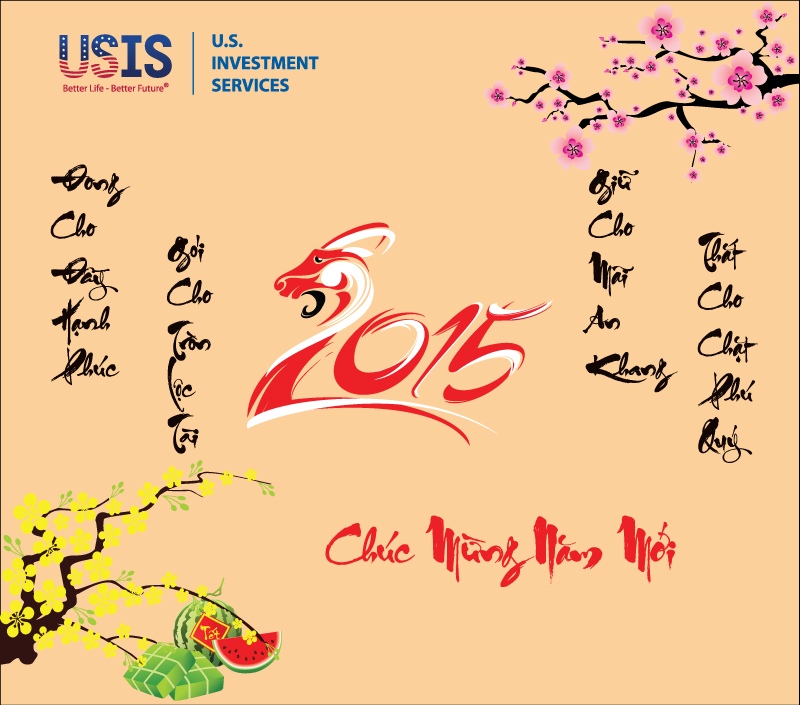 USIS
Better Life - Better Future®
U.S.
INVESTMENT
SERVICES
Đong
Cho
Đầy
Hạnh
Phúc
Gói
Cho
Tròn
Lộc
Tài
2015
Giữ
Cho
Mãi
An
Khang
Thắt
Cho
Chặt
Phú
Quý
Chúc Mừng Năm Mới
Tết